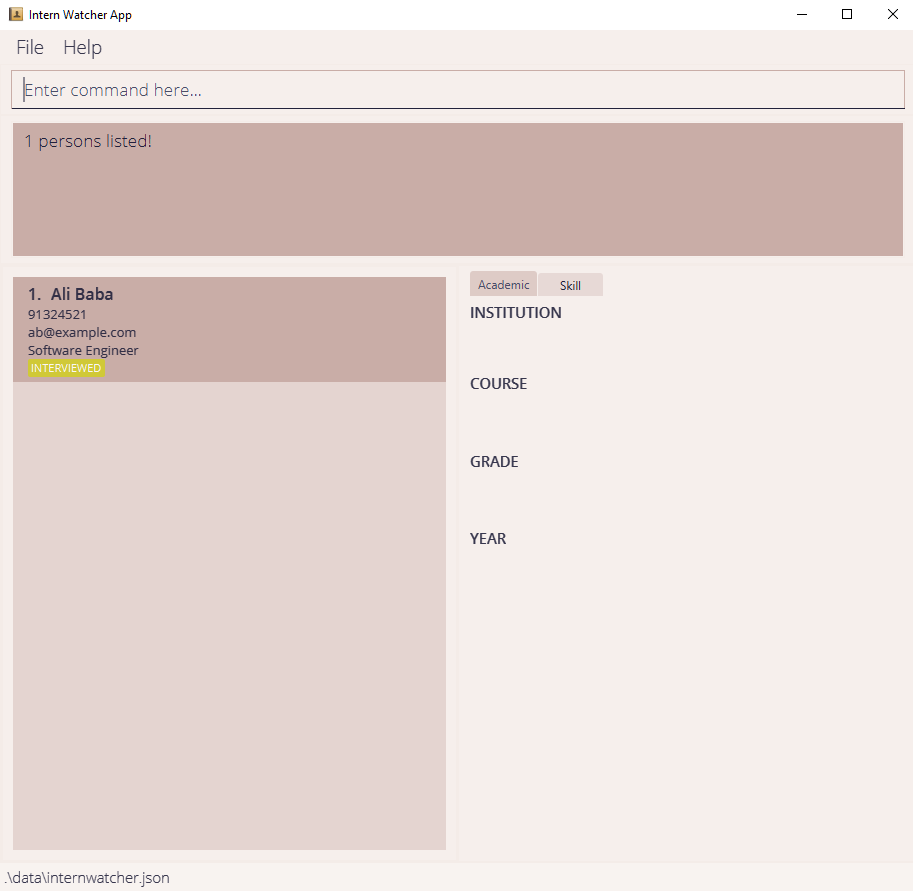 Intern Watcher App
File Help
Enter command here...
1 persons listed!
1. Ali Baba
91324521
ab@example.com
Software Engineer
INTERVIEWED
Academic Skill
INSTITUTION
COURSE
GRADE
YEAR
.\data\internwatcher.json